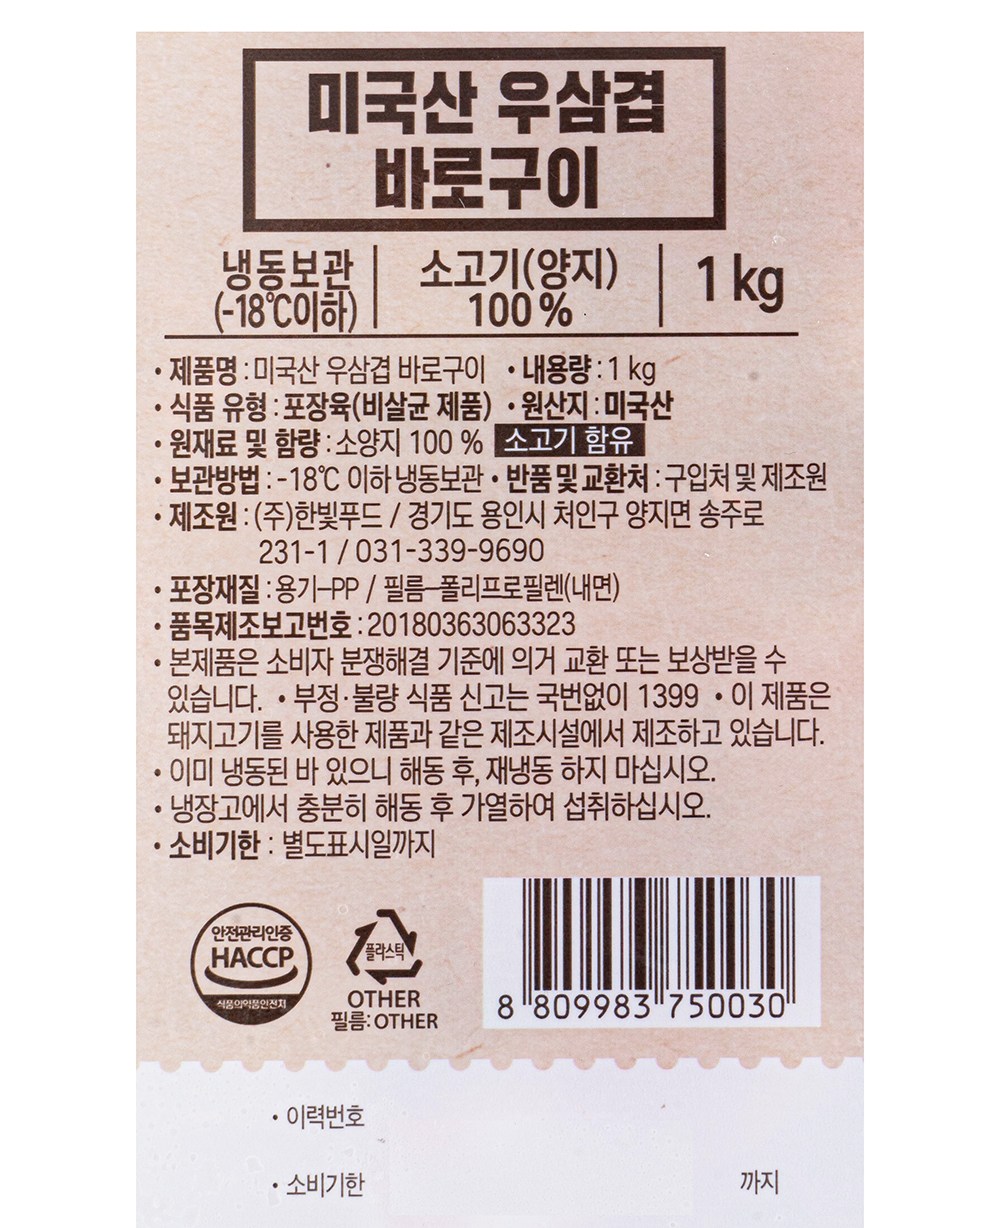 미국산 우삼겹
바로구이
냉동보관
(-18℃이하)
소고기(양지)
100 %
1 kg
• 제품명 : 미국산 우삼겹 바로구이 • 내용량 : 1 kg
• 식품 유형 : 포장육(비살균 제품) • 원산지 : 미국산
• 원재료 및 함량 : 소양지 100 % 소고기 함유
• 보관방법 : -18℃ 이하 냉동보관 • 반품 및 교환처 : 구입처 및 제조원
• 제조원 : (주)한빛푸드 / 경기도 용인시 처인구 양지면 송주로
231-1 / 031-339-9690
• 포장재질 : 용기–PP / 필름–폴리프로필렌(내면)
• 품목제조보고번호 : 20180363063323
• 본제품은 소비자 분쟁해결 기준에 의거 교환 또는 보상받을 수
있습니다. • 부정·불량 식품 신고는 국번없이 1399 • 이 제품은
돼지고기를 사용한 제품과 같은 제조시설에서 제조하고 있습니다.
• 이미 냉동된 바 있으니 해동 후, 재냉동 하지 마십시오.
• 냉장고에서 충분히 해동 후 가열하여 섭취하십시오.
• 소비기한 : 별도표시일까지
안전관리인증
HACCP
식품의약품안전처
플라스틱
OTHER
필름: OTHER
8 809983 750030
• 이력번호
• 소비기한 까지